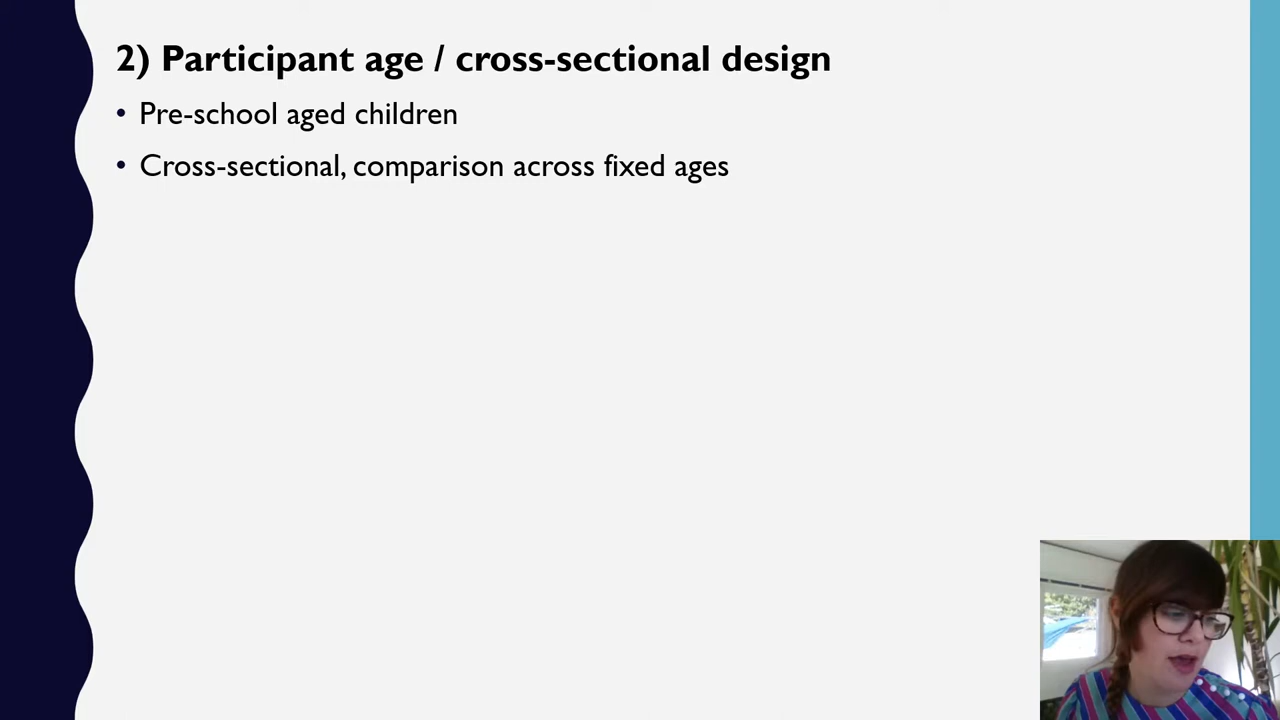 2) Participant age / cross-sectional design
• Pre-school aged children
• Cross-sectional, comparison across fixed ages